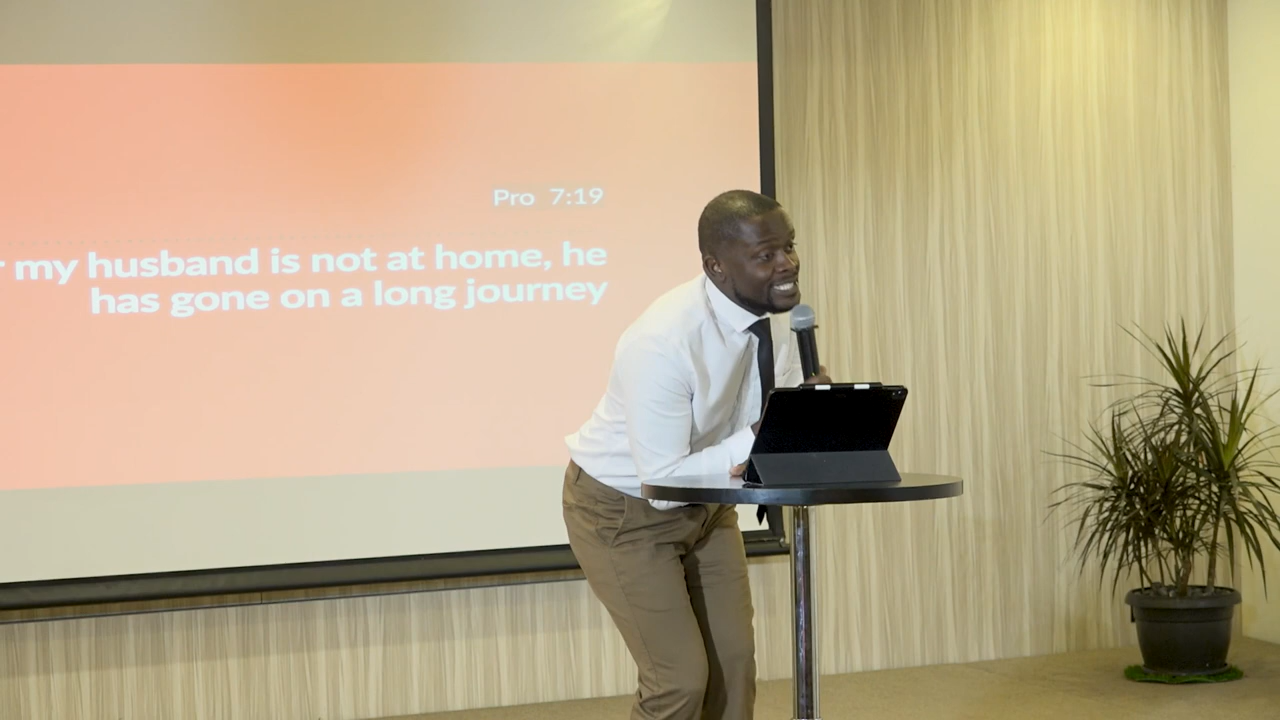 Pro 7:19
my husband is not at home, he
has gone on a long journey